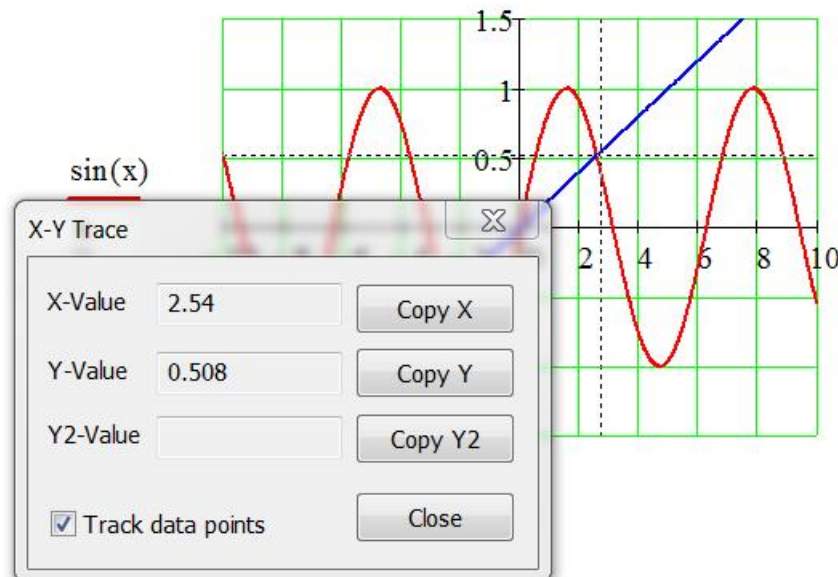 1.5
1
0.5
sin(x)
2 4 6 8 10
X-Y Trace
X-Value 2.54 Copy X
Y-Value 0.508 Copy Y
Y2-Value Copy Y2
Track data points Close